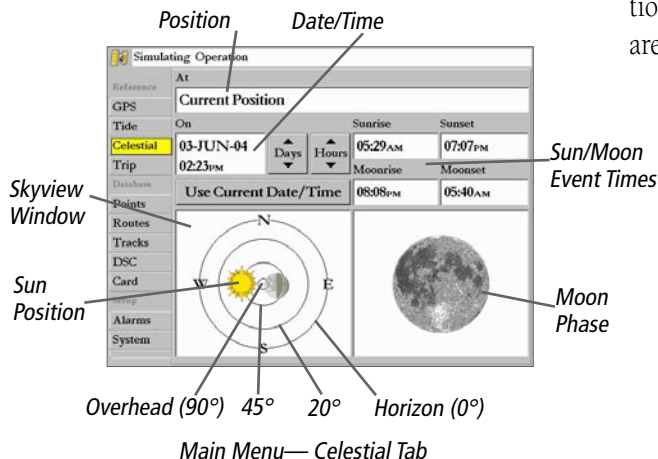 Position
Date/Time
tio
are
Simulating Operation
Reference
At
Current Position
GPS
Tide
On
Sunrise
Sunset
Celestial
03-JUN-04
Days
Hours
05:29AM
07:07PM
Trip
02:23PM
Moonrise
Moonset
Sun/Moon
Event Times
Database
Use Current Date/Time
08:08PM
05:40AM
Skyview
Window
Points
Routes
Tracks
DSC
Card
Setup
Alarms
System
N
W
E
S
Sun
Position
Moon
Phase
Overhead (90°)
45°
20°
Horizon (0°)
Main Menu— Celestial Tab